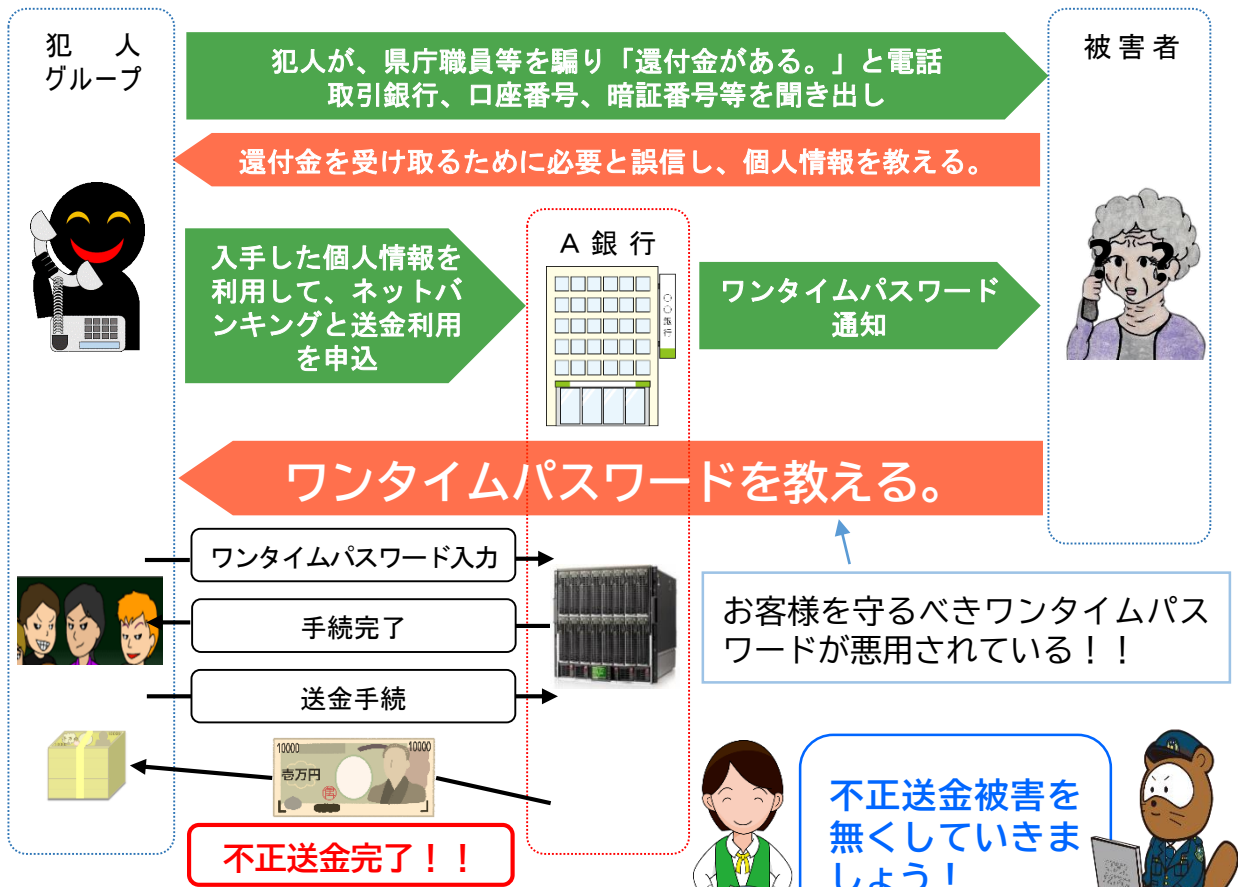 犯　人
グループ
犯人が、県庁職員等を騙り「還付金がある。」と電話
取引銀行、口座番号、暗証番号等を聞き出し
被害者
還付金を受け取るために必要と誤信し、個人情報を教える。
入手した個人情報を
利用して、ネットバ
ンキングと送金利用
を申込
A 銀 行
〇〇銀行
ワンタイムパスワード
通知
ワンタイムパスワードを教える。
ワンタイムパスワード入力
手続完了
送金手続
お客様を守るべきワンタイムパス
ワードが悪用されている！！
10000
10000
壱万円
不正送金完了！！
不正送金被害を
無くしていきま
しょう！